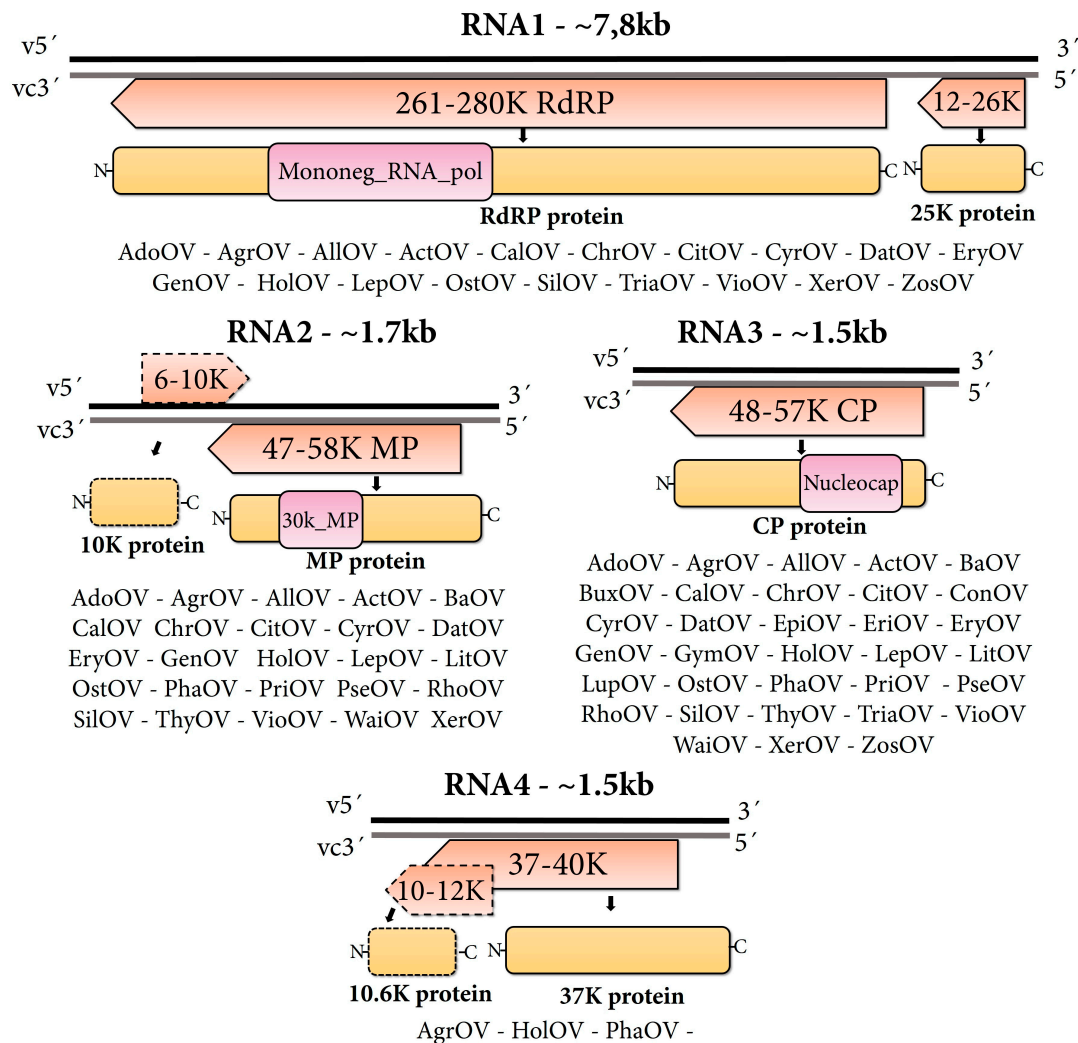 RNA1 - ~7,8kb
v5´ 3´
vc3´ 5´
261-280K RdRP
12-26K
N Mononeg_RNA_pol C
N C
RdRP protein
25K protein
AdoOV - AgrOV - AllOV - ActOV - CalOV - ChrOV - CitOV - CyrOV - DatOV - EryOV
GenOV - HolOV - LepOV - OstOV - SilOV - TriaOV - VioOV - XerOV - ZosOV
RNA2 - ~1.7kb
6-10K
v5´ 3´
vc3´ 5´
47-58K MP
N C
N 30k_MP C
10K protein
MP protein
AdoOV - AgrOV - AllOV - ActOV - BaOV
CalOV ChrOV - CitOV - CyrOV - DatOV
EryOV - GenOV HolOV - LepOV - LitOV
OstOV - PhaOV - PriOV PseOV - RhoOV
SilOV - ThyOV - VioOV - WaiOV XerOV
RNA3 - ~1.5kb
v5´ 3´
vc3´ 5´
48-57K CP
N Nucleocap C
CP protein
AdoOV - AgrOV - AllOV - ActOV - BaOV
BuxOV - CalOV - ChrOV - CitOV - ConOV
CyrOV - DatOV - EpiOV - EriOV - EryOV
GenOV - GymOV - HolOV - LepOV - LitOV
LupOV - OstOV - PhaOV - PriOV - PseOV
RhoOV - SilOV - ThyOV - TriaOV - VioOV
WaiOV - XerOV - ZosOV
RNA4 - ~1.5kb
v5´ 3´
vc3´ 5´
37-40K
10-12K
N C
N C
10.6K protein
37K protein
AgrOV - HolOV - PhaOV -